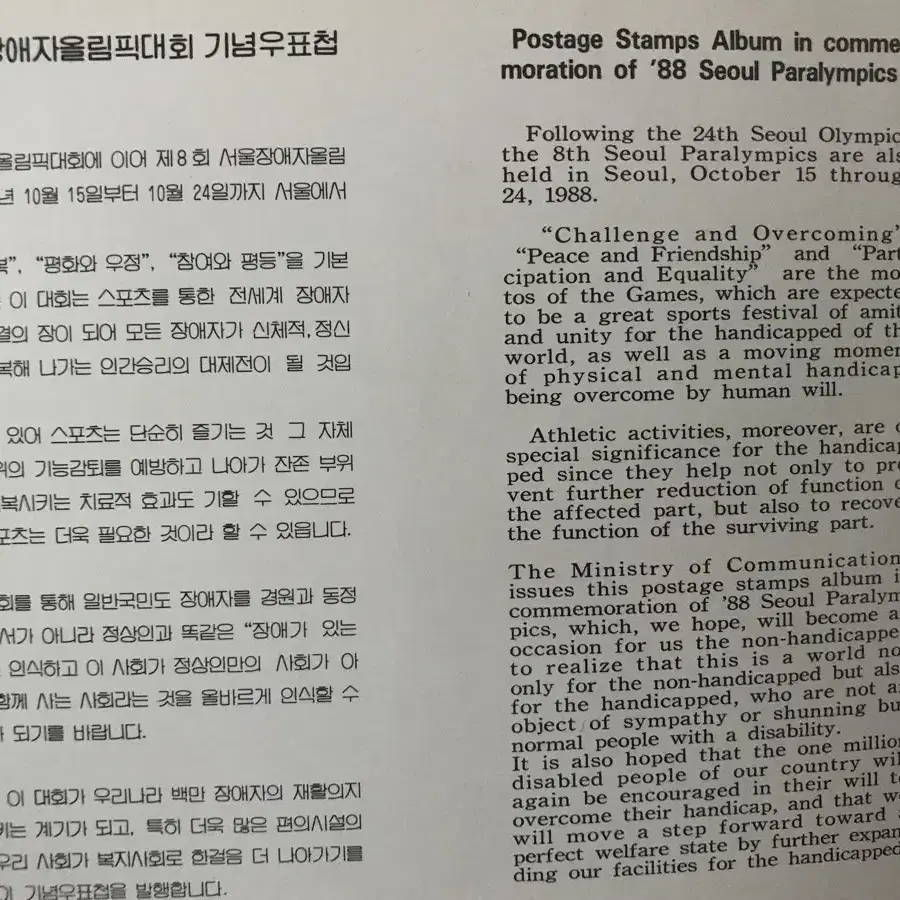 장애자올림픽대회 기념우표첩
올림픽대회에 이어 제8회 서울장애자올림
년 10월 15일부터 10월 24일까지 서울에서
”, “평화와 우정”, “참여와 평등”을 기본
이 대회는 스포츠를 통한 전세계 장애자
결의 장이 되어 모든 장애자가 신체적, 정신
복해 나가는 인간승리의 대제전이 될 것입
있어 스포츠는 단순히 즐기는 것 그 자체
위의 기능감퇴를 예방하고 나아가 잔존 부위
복시키는 치료적 효과도 기할 수 있으므로
포츠는 더욱 필요한 것이라 할 수 있읍니다.
회를 통해 일반국민도 장애자를 경원과 동정
서가 아니라 정상인과 똑같은 “장애가 있는
인식하고 이 사회가 정상인만의 사회가 아
함께 사는 사회라는 것을 올바르게 인식할 수
되기를 바랍니다.
이 대회가 우리나라 백만 장애자의 재활의지
키는 계기가 되고, 특히 더욱 많은 편의시설의
우리 사회가 복지사회로 한걸음 더 나아가기를
이 기념우표첩을 발행합니다.
Postage Stamps Album in comme
moration of '88 Seoul Paralympics
Following the 24th Seoul Olympic
the 8th Seoul Paralympics are als
held in Seoul, October 15 throug
24, 1988.
“Challenge and Overcoming”
“Peace and Friendship” and “Part
cipation and Equality” are the mo
tos of the Games, which are expecte
to be a great sports festival of amit
and unity for the handicapped of th
world, as well as a moving momen
of physical and mental handicap
being overcome by human will.
Athletic activities, moreover, are o
special significance for the handicap
ped since they help not only to pre
vent further reduction of function o
the affected part, but also to recove
the function of the surviving part.
The Ministry of Communication
issues this postage stamps album i
commemoration of '88 Seoul Paralym
pics, which, we hope, will become a
occasion for us the non-handicappe
to realize that this is a world no
only for the non-handicapped but als
for the handicapped, who are not a
object of sympathy or shunning bu
normal people with a disability.
It is also hoped that the one million
disabled people of our country wil
again be encouraged in their will t
overcome their handicap, and that w
will move a step forward toward a
perfect welfare state by further expan
ding our facilities for the handicapped